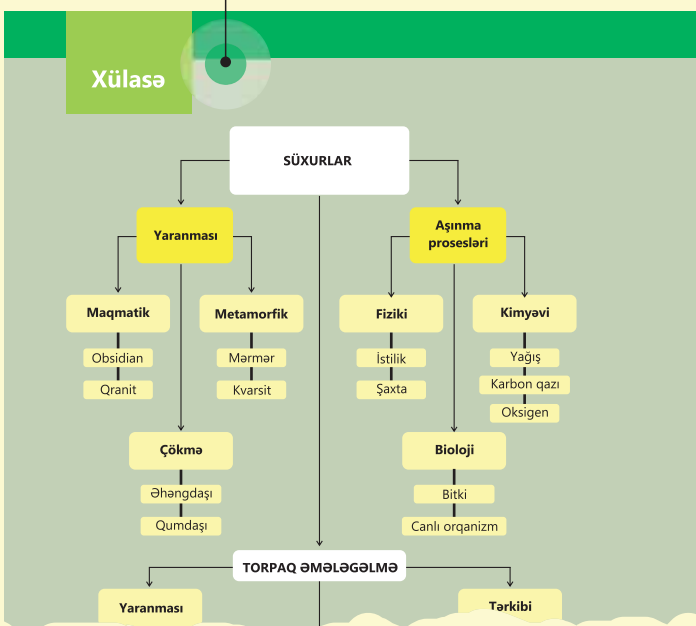 Xülasə
SÜXURLAR
Yaranması
Aşınma
prosesləri
Maqmatik
Metamorfik
Fiziki
Kimyəvi
Obsidian
Qranit
Mərmər
Kvarsit
İstilik
Şaxta
Yağış
Karbon qazı
Oksigen
Çökmə
Bioloji
Əhəngdaşı
Qumdaşı
Bitki
Canlı orqanizm
TORPAQ ƏMƏLƏGƏLMƏ
Yaranması
Tərkibi